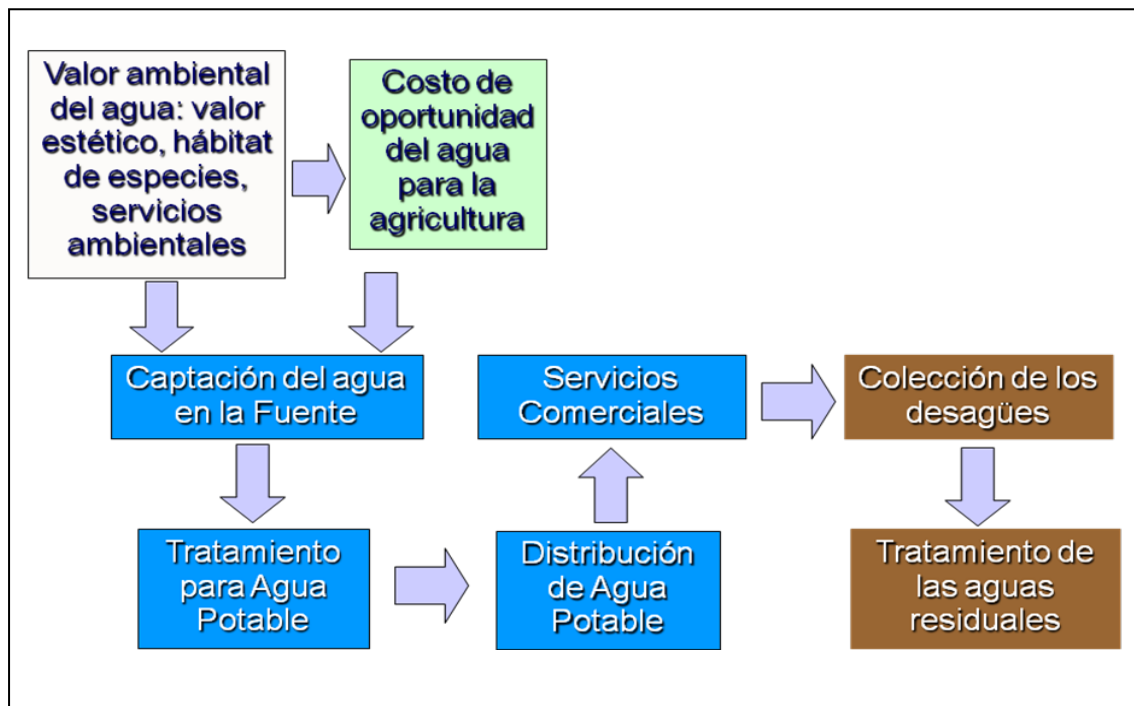 Valor ambiental
del agua: valor
estético, hábitat
de especies,
servicios
ambientales
Costo de
oportunidad
del agua
para la
agricultura
Captación del agua
en la Fuente
Servicios
Comerciales
Colección de los
desagües
Tratamiento
para Agua
Potable
Distribución
de Agua
Potable
Tratamiento de
las aguas
residuales